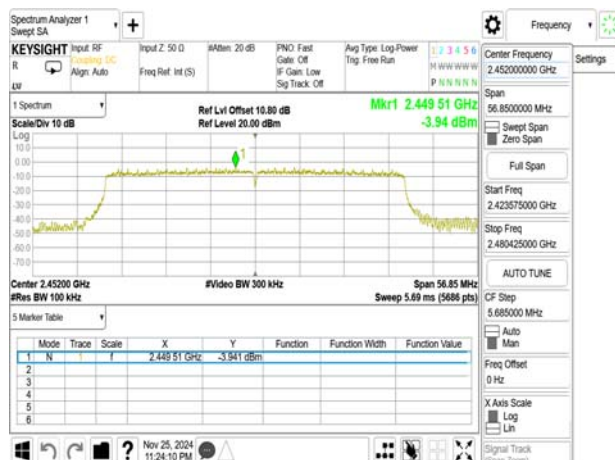 Spectrum Analyzer 1
Swept SA
Frequency
KEYSIGHT
R
Input: RF
Coupling: DC
Align: Auto
Input Z: 50 Ω
Freq Ref: Int (S)
#Atten: 20 dB
PNO: Fast
Gate: Off
IF Gain: Low
Sig Track: Off
Avg Type: Log-Power
Trig: Free Run
1 2 3 4 5 6
M W W W W W
P N N N N N
1 Spectrum
Scale/Div 10 dB
Ref Lvl Offset 10.80 dB
Ref Level 20.00 dBm
Mkr1 2.449 51 GHz
-3.94 dBm
Log
10.0
0.00
-10.0
-20.0
-30.0
-40.0
-50.0
-60.0
-70.0
1
Center 2.45200 GHz
#Res BW 100 kHz
#Video BW 300 kHz
Span 56.85 MHz
Sweep 5.69 ms (5686 pts)
5 Marker Table
Mode Trace Scale X Y Function Function Width Function Value
1 N 1 f 2.449 51 GHz -3.941 dBm
2
3
4
5
6
Nov 25, 2024
11:24:10 PM
Center Frequency
2.452000000 GHz
Settings
Span
56.8500000 MHz
Swept Span
Zero Span
Full Span
Start Freq
2.423575000 GHz
Stop Freq
2.480425000 GHz
AUTO TUNE
CF Step
5.685000 MHz
Auto
Man
Freq Offset
0 Hz
X Axis Scale
Log
Lin
Signal Track